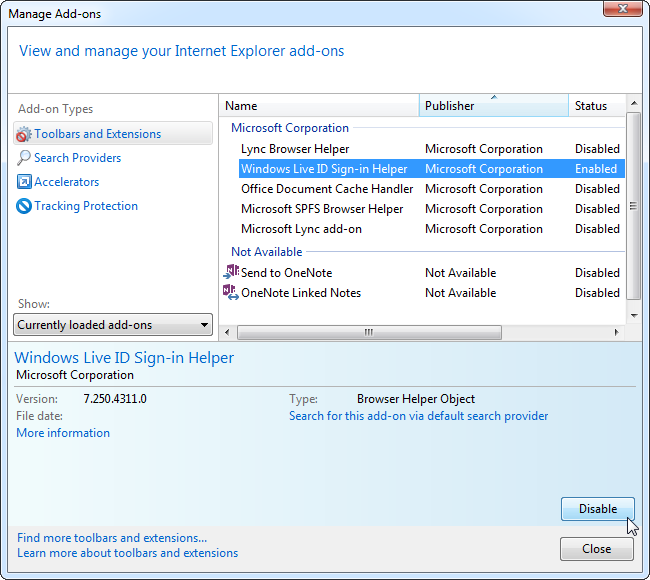 Manage Add-ons
View and manage your Internet Explorer add-ons
Add-on Types
Toolbars and Extensions
Search Providers
Accelerators
Tracking Protection
Show:
Currently loaded add-ons
Name Publisher Status
Microsoft Corporation
Lync Browser Helper Microsoft Corporation Disabled
Windows Live ID Sign-in Helper Microsoft Corporation Enabled
Office Document Cache Handler Microsoft Corporation Disabled
Microsoft SPFS Browser Helper Microsoft Corporation Disabled
Microsoft Lync add-on Microsoft Corporation Disabled
Not Available
Send to OneNote Not Available Disabled
OneNote Linked Notes Not Available Disabled
Windows Live ID Sign-in Helper
Microsoft Corporation
Version: 7.250.4311.0 Type: Browser Helper Object
File date: Search for this add-on via default search provider
More information
Disable
Find more toolbars and extensions...
Learn more about toolbars and extensions
Close